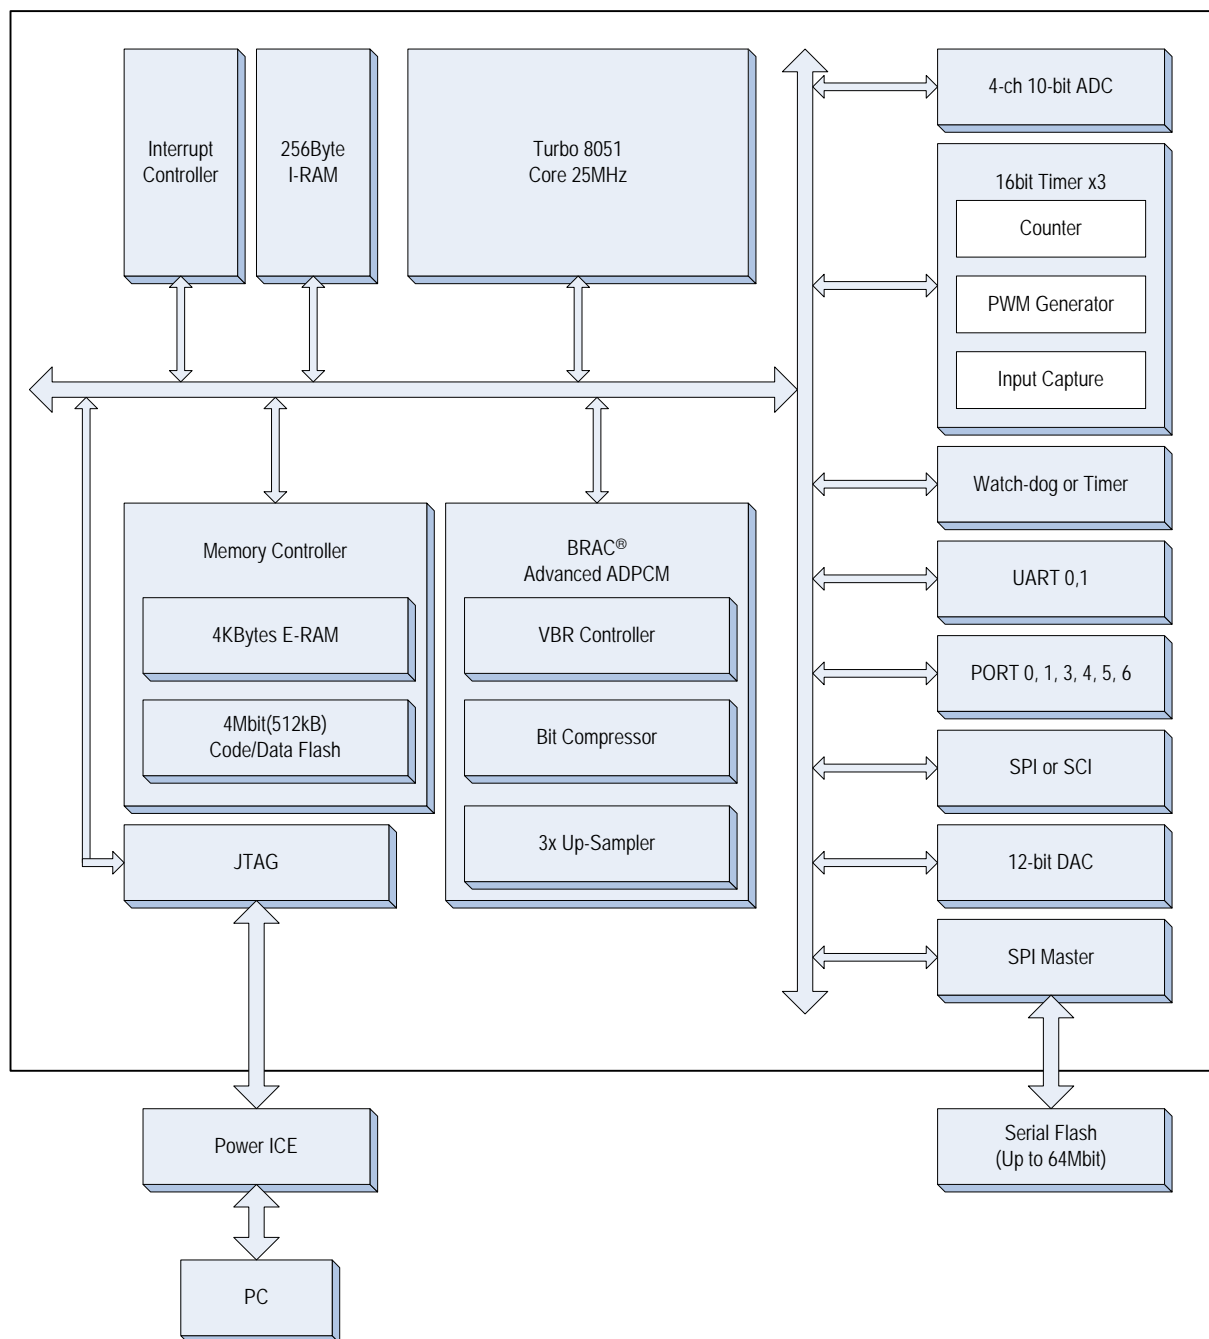 Interrupt
Controller
256Byte
I-RAM
Turbo 8051
Core 25MHz
4-ch 10-bit ADC
16bit Timer x3
Counter
PWM Generator
Input Capture
Watch-dog or Timer
UART 0,1
PORT 0, 1, 3, 4, 5, 6
SPI or SCI
12-bit DAC
SPI Master
Memory Controller
4KBytes E-RAM
4Mbit(512kB)
Code/Data Flash
BRAC®
Advanced ADPCM
VBR Controller
Bit Compressor
3x Up-Sampler
JTAG
Power ICE
PC
Serial Flash
(Up to 64Mbit)